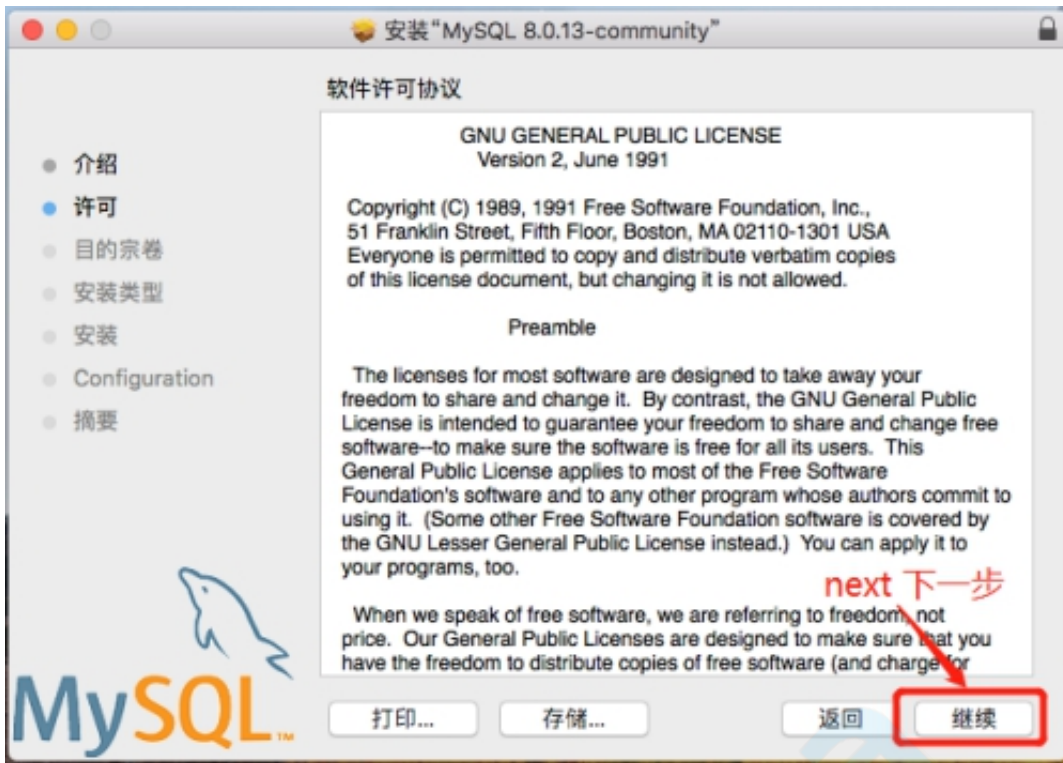 安装“MySQL 8.0.13-community”
软件许可协议
介绍
许可
目的宗卷
安装类型
安装
Configuration
摘要
GNU GENERAL PUBLIC LICENSE
Version 2, June 1991
Copyright (C) 1989, 1991 Free Software Foundation, Inc.,
51 Franklin Street, Fifth Floor, Boston, MA 02110-1301 USA
Everyone is permitted to copy and distribute verbatim copies
of this license document, but changing it is not allowed.
Preamble
The licenses for most software are designed to take away your
freedom to share and change it. By contrast, the GNU General Public
License is intended to guarantee your freedom to share and change free
software--to make sure the software is free for all its users. This
General Public License applies to most of the Free Software
Foundation's software and to any other program whose authors commit to
using it. (Some other Free Software Foundation software is covered by
the GNU Lesser General Public License instead.) You can apply it to
your programs, too.
next 下一步
When we speak of free software, we are referring to freedom, not
price. Our General Public Licenses are designed to make sure that you
have the freedom to distribute copies of free software (and charge for
MySQL™
打印...
存储...
返回
继续